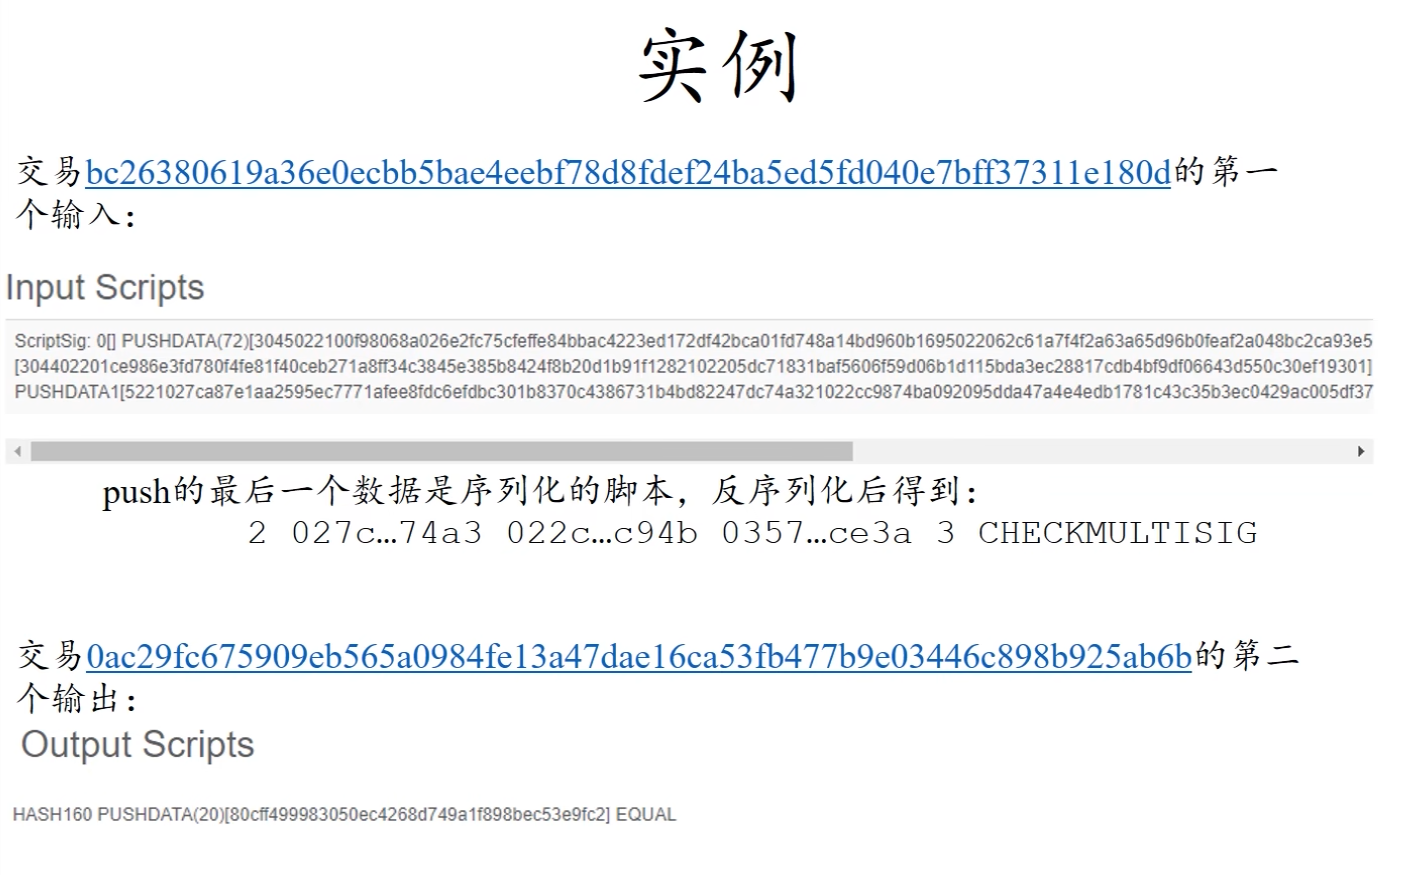 实例
交易bc26380619a36e0ecbb5bae4eebf78d8fdef24ba5ed5fd040e7bff37311e180d的第一
个输入：
Input Scripts
ScriptSig: 0[] PUSHDATA(72)[3045022100f98068a026e2fc75cfeffe84bbac4223ed172df42bca01fd748a14bd960b1695022062c61a7f4f2a63a65d96b0feaf2a048bc2ca93e5
[304402201ce986e3fd780f4fe81f40ceb271a8ff34c3845e385b8424f8b20d1b91f1282102205dc71831baf5606f59d06b1d115bda3ec28817cdb4bf9df06643d550c30ef19301]
PUSHDATA1[5221027ca87e1aa2595ec7771afee8fdc6efdbc301b8370c4386731b4bd82247dc74a321022cc9874ba092095dda47a4e4edb1781c43c35b3ec0429ac005df37
push的最后一个数据是序列化的脚本，反序列化后得到：
2 027c…74a3 022c…c94b 0357…ce3a 3 CHECKMULTISIG
交易0ac29fc675909eb565a0984fe13a47dae16ca53fb477b9e03446c898b925ab6b的第二
个输出：
Output Scripts
HASH160 PUSHDATA(20)[80cff499983050ec4268d749a1f898bec53e9fc2] EQUAL